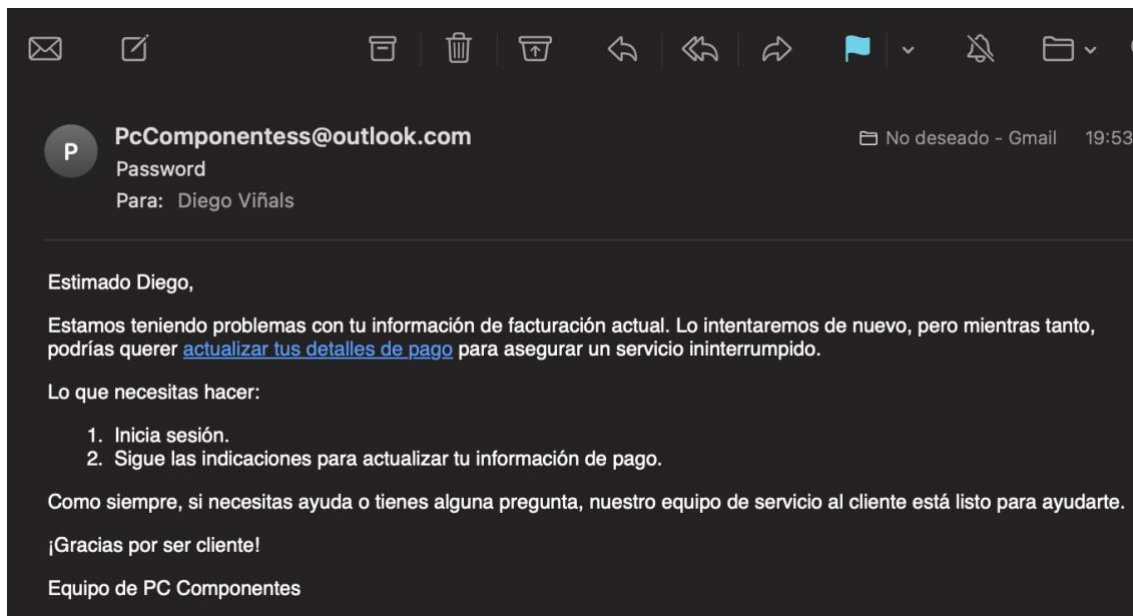 PcComponentess@outlook.com
No deseado - Gmail 19:53
Password
Para: Diego Viñals
P
Estimado Diego,
Estamos teniendo problemas con tu información de facturación actual. Lo intentaremos de nuevo, pero mientras tanto,
podrías querer actualizar tus detalles de pago para asegurar un servicio ininterrumpido.
Lo que necesitas hacer:
1. Inicia sesión.
2. Sigue las indicaciones para actualizar tu información de pago.
Como siempre, si necesitas ayuda o tienes alguna pregunta, nuestro equipo de servicio al cliente está listo para ayudarte.
¡Gracias por ser cliente!
Equipo de PC Componentes